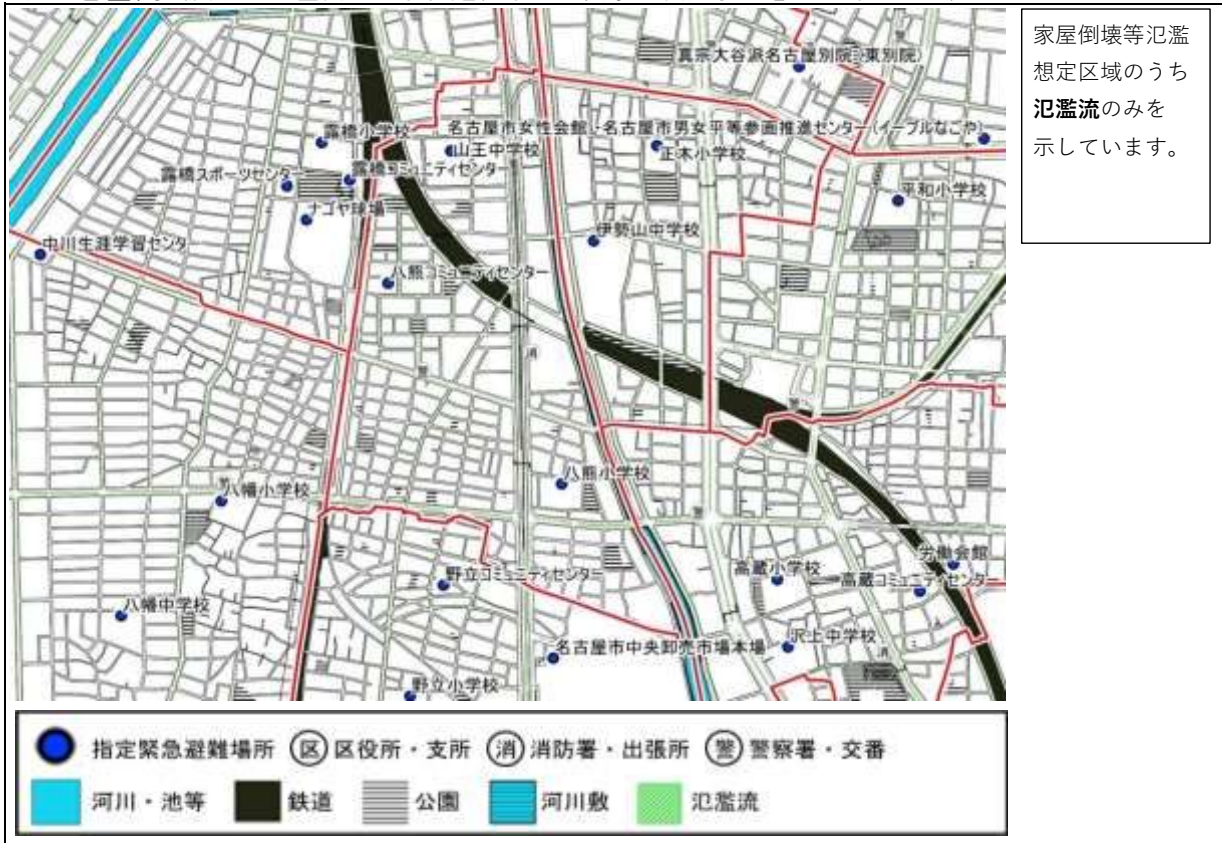 家屋倒壊等氾濫
想定区域のうち
氾濫流のみを
示しています。
真宗大谷派名古屋別院(東別院)
露橋小学校
名古屋市女性会館・名古屋市男女平等参画推進センター(イーブルなごや)
山王中学校
正木小学校
露橋スポーツセンター
露橋コミュニティセンター
平和小学校
ナゴヤ球場
中川生涯学習センタ
伊勢山中学校
八熊コミュニティセンター
消
警
警
八熊小学校
八幡小学校
労働会館
野立コミュニティセンター
高蔵小学校
高蔵コミュニティセンター
八幡中学校
沢上中学校
名古屋市中央卸売市場本場
消
野立小学校
指定緊急避難場所 区 区役所・支所 消 消防署・出張所 警 警察署・交番
河川・池等 鉄道 公園 河川敷 氾濫流